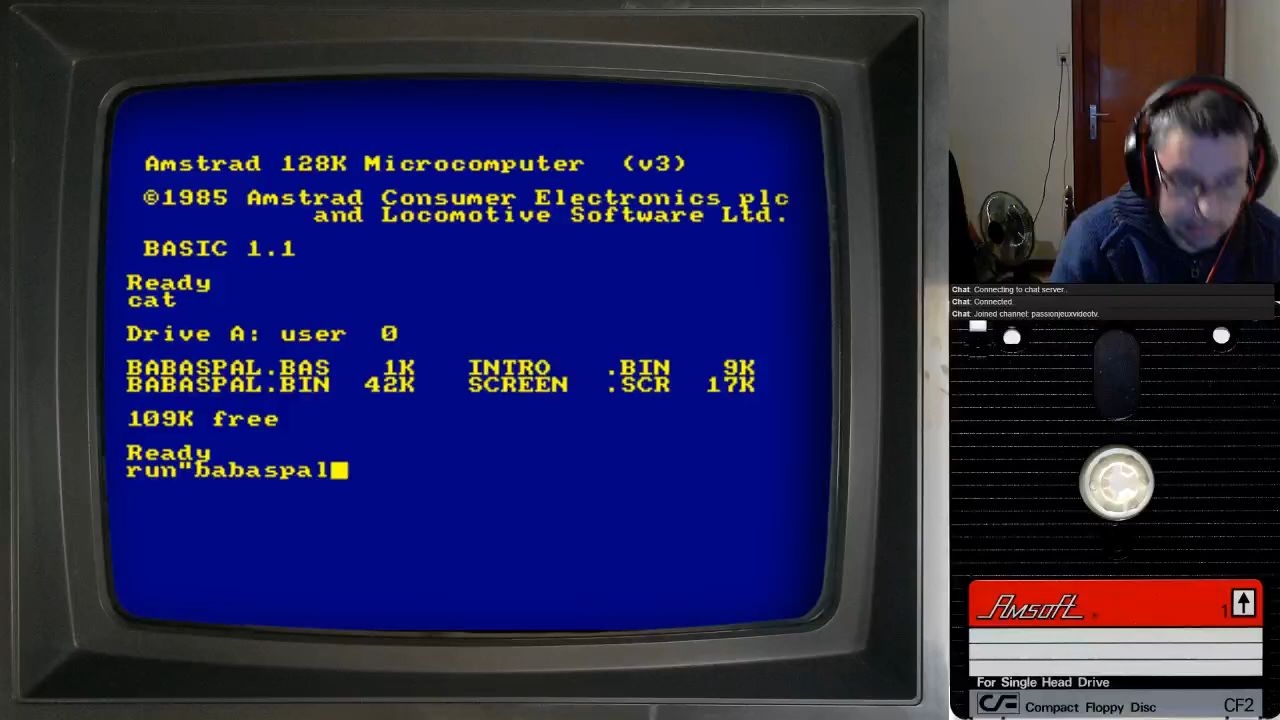 Amstrad 128K Microcomputer (v3)
©1985 Amstrad Consumer Electronics plc
and Locomotive Software Ltd.
BASIC 1.1
Ready
cat
Drive A: user 0
BABASPAL.BAS 1K INTRO .BIN 9K
BABASPAL.BIN 42K SCREEN .SCR 17K
109K free
Ready
run"babaspal
Chat: Connecting to chat server..
Chat: Connected.
Chat: Joined channel: passionjeuxvideotv.
Amsoft
1
For Single Head Drive
CF Compact Floppy Disc CF2